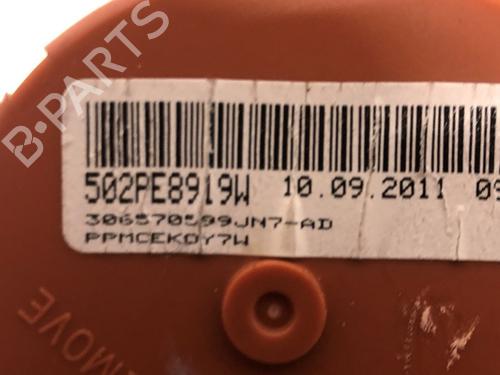 B-PARTS
502PE8919W 10.09.2011 09
306570599JN7-AD
PPMCEKDY7W
MOVE